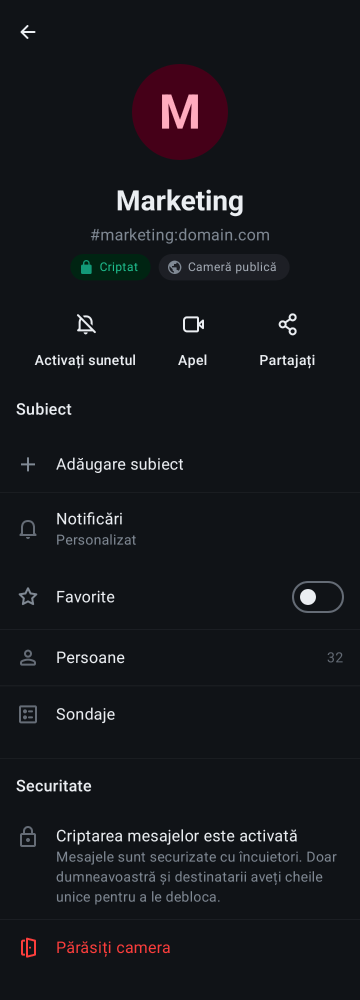 M
Marketing
#marketing:domain.com
Criptat
Cameră publică
Activați sunetul
Apel
Partajați
Subiect
Adăugare subiect
Notificări
Personalizat
Favorite
Persoane
32
Sondaje
Securitate
Criptarea mesajelor este activată
Mesajele sunt securizate cu încuietori. Doar
dumneavoastră și destinatarii aveți cheile
unice pentru a le debloca.
Părăsiți camera